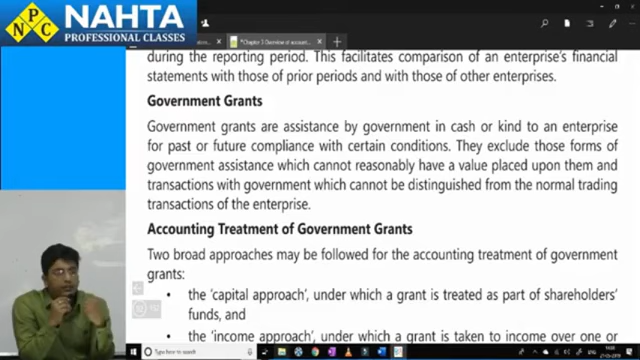 NPC
NAHTA
PROFESSIONAL CLASSES
during the reporting period. This facilitates comparison of an enterprise's financial
statements with those of prior periods and with those of other enterprises.
Government Grants
Government grants are assistance by government in cash or kind to an enterprise
for past or future compliance with certain conditions. They exclude those forms of
government assistance which cannot reasonably have a value placed upon them and
transactions with government which cannot be distinguished from the normal trading
transactions of the enterprise.
Accounting Treatment of Government Grants
Two broad approaches may be followed for the accounting treatment of government
grants:
• the 'capital approach', under which a grant is treated as part of shareholders'
funds, and
• the 'income approach', under which a grant is taken to income over one or
Type here to search